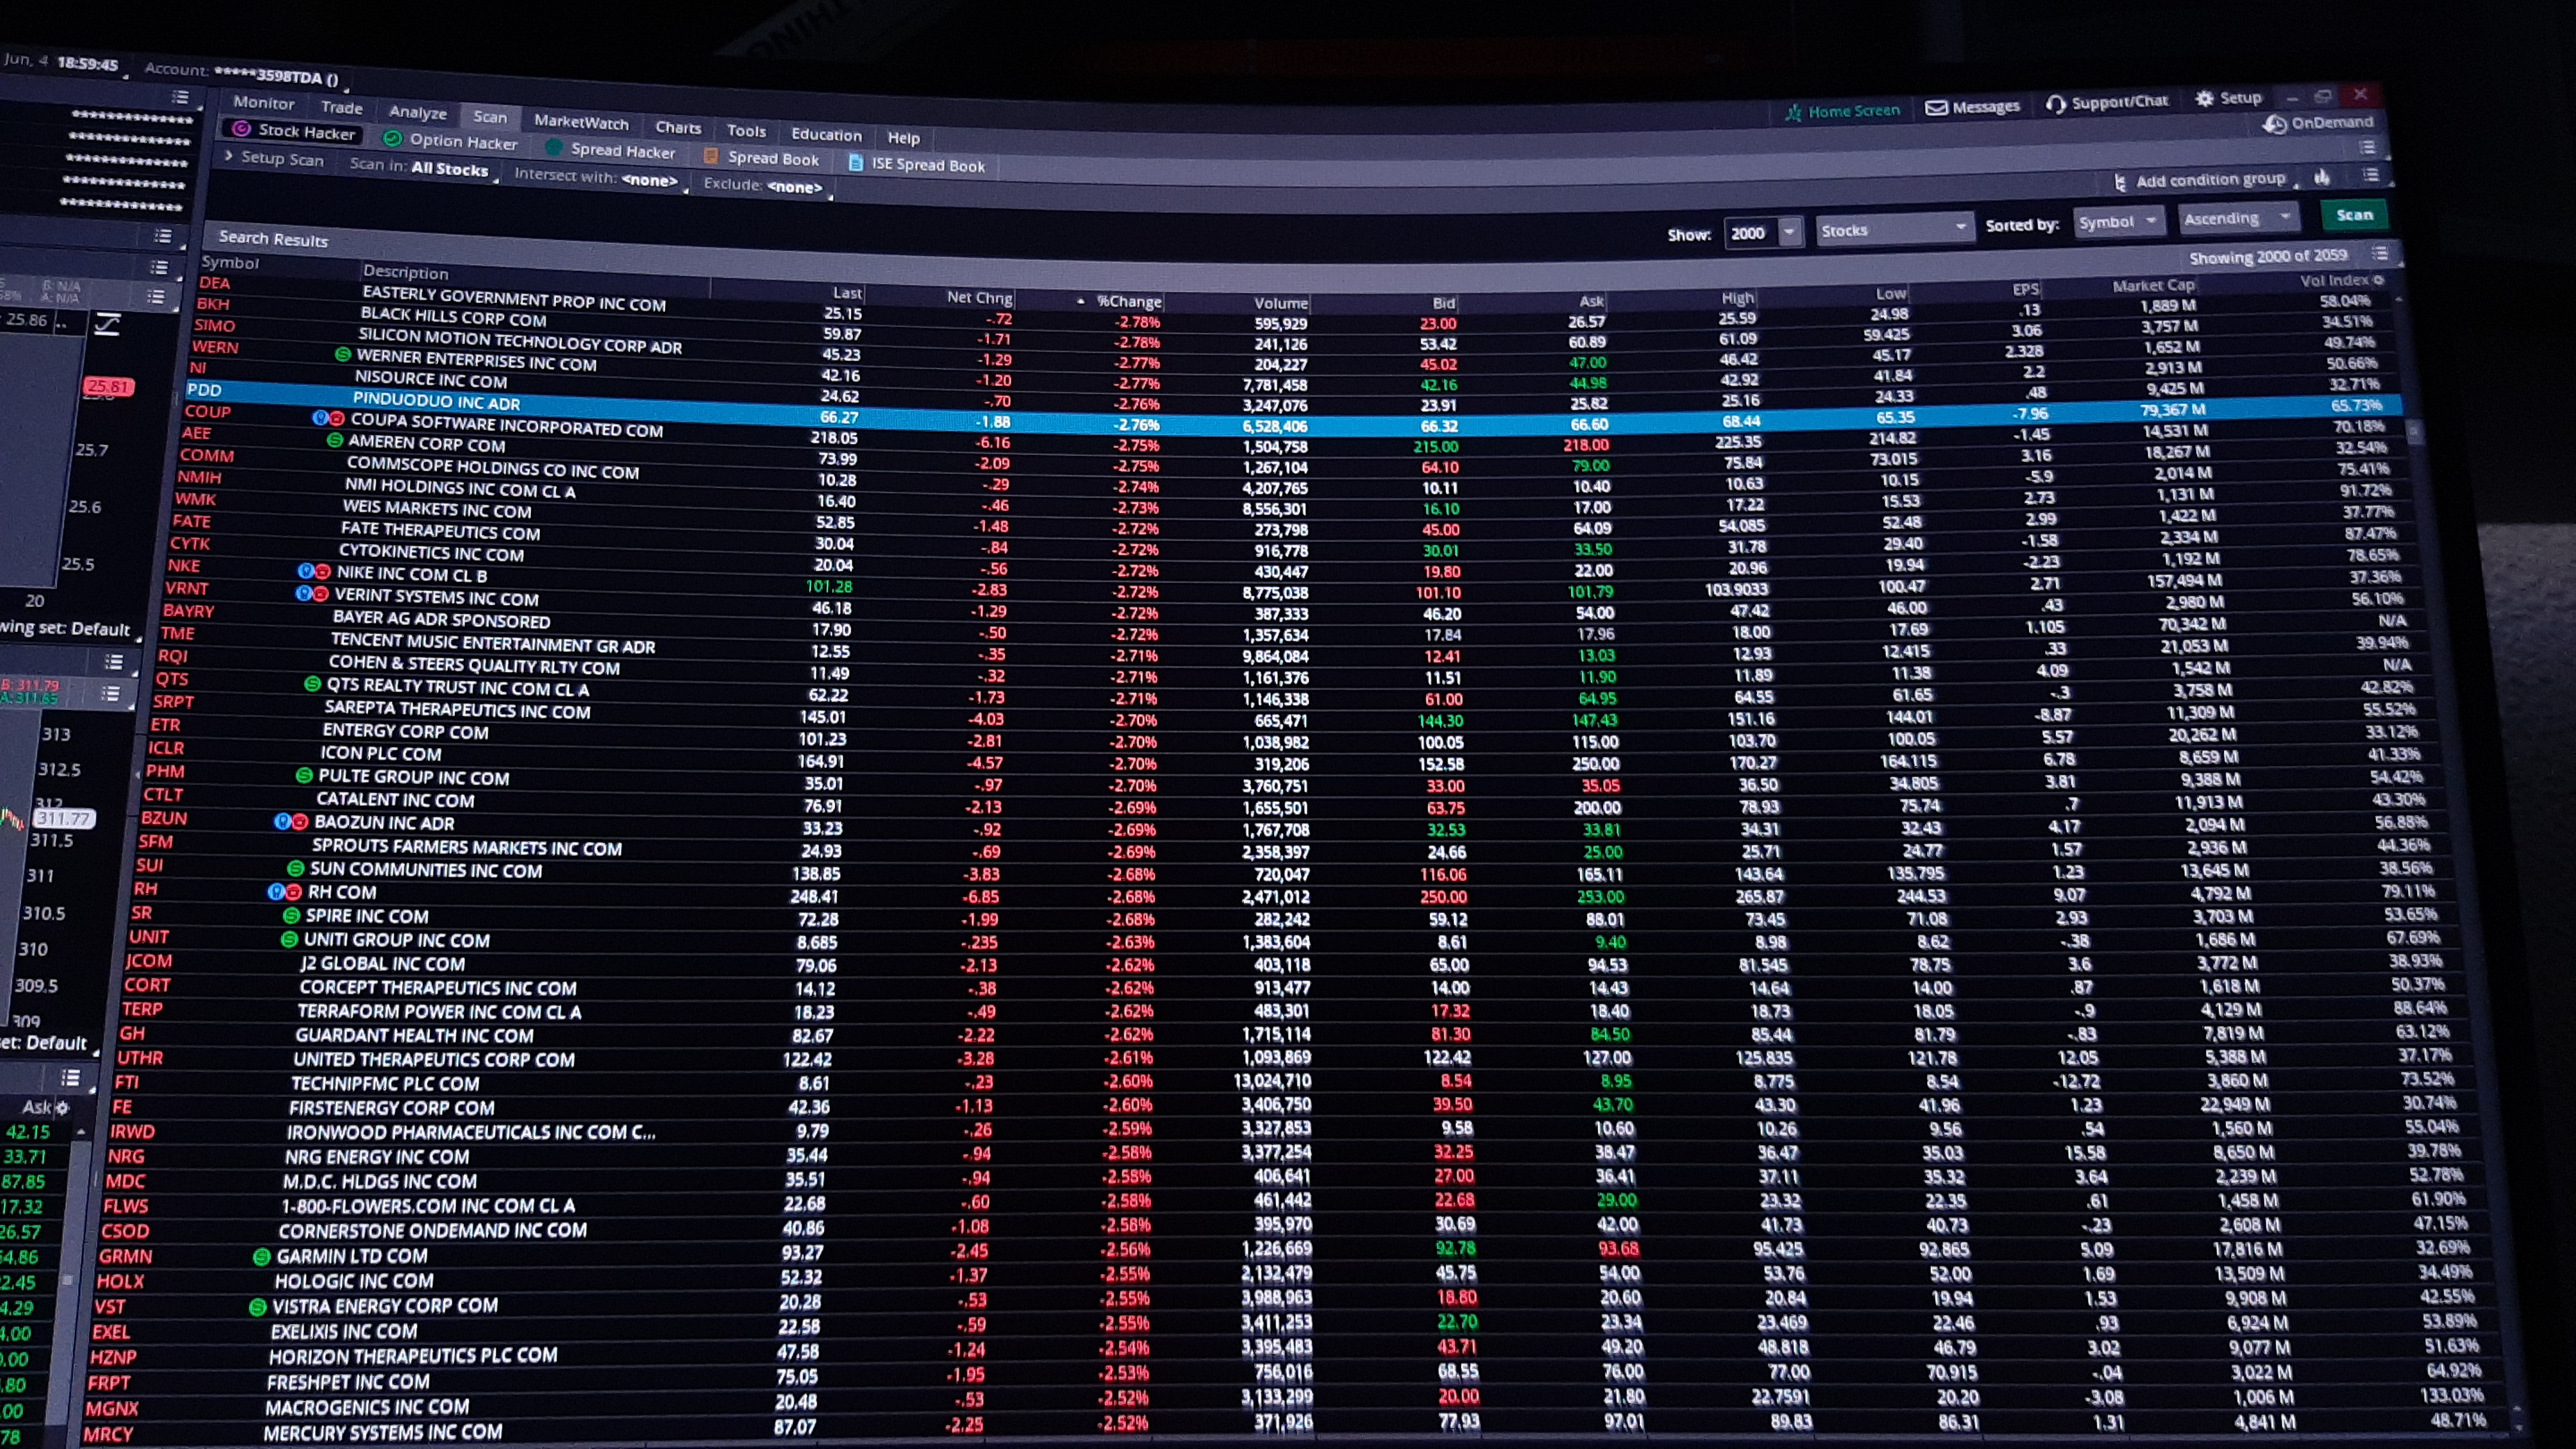 THING
Jun, 4 18:59:45 Account: *****3598TDA ()
Monitor Trade Analyze Scan MarketWatch Charts Tools Education Help Home Screen Messages Support/Chat Setup
Stock Hacker Option Hacker Spread Hacker Spread Book ISE Spread Book OnDemand
Setup Scan Scan in: All Stocks Intersect with: <none> Exclude: <none> Add condition group
Show: 2000 Stocks Sorted by: Symbol Ascending Scan
Search Results Showing 2000 of 2059
Symbol Description Last Net Chng %Change Volume Bid Ask High Low EPS Market Cap Vol Index
DEA EASTERLY GOVERNMENT PROP INC COM 25.15 -.72 -2.78% 595,929 23.00 26.57 25.59 24.98 .13 1,889 M 58.04%
BKH BLACK HILLS CORP COM 59.87 -1.71 -2.78% 241,126 53.42 60.89 61.09 59.425 3.06 3,757 M 34.51%
SIMO SILICON MOTION TECHNOLOGY CORP ADR 45.23 -1.29 -2.77% 204,227 45.02 47.00 46.42 45.17 2.328 1,652 M 49.74%
WERN WERNER ENTERPRISES INC COM 42.16 -1.20 -2.77% 7,781,458 42.16 44.98 42.92 41.84 2.2 2,913 M 50.66%
NI NISOURCE INC COM 24.62 -.70 -2.76% 3,247,076 23.91 25.82 25.16 24.33 .48 9,425 M 32.71%
PDD PINDUODUO INC ADR 66.27 -1.88 -2.76% 6,528,406 66.32 66.60 68.44 65.35 -7.96 79,367 M 65.73%
COUP COUPA SOFTWARE INCORPORATED COM 218.05 -6.16 -2.75% 1,504,758 215.00 218.00 225.35 214.82 -1.45 14,531 M 70.18%
AEE AMEREN CORP COM 73.99 -2.09 -2.75% 1,267,104 64.10 79.00 75.84 73.015 3.16 18,267 M 32.54%
COMM COMMSCOPE HOLDINGS CO INC COM 10.28 -.29 -2.74% 4,207,765 10.11 10.40 10.63 10.15 -5.9 2,014 M 75.41%
NMIH NMI HOLDINGS INC COM CL A 16.40 -.46 -2.73% 8,556,301 16.10 17.00 17.22 15.53 2.73 1,131 M 91.72%
WMK WEIS MARKETS INC COM 52.85 -1.48 -2.72% 273,798 45.00 64.09 54.085 52.48 2.99 1,422 M 37.77%
FATE FATE THERAPEUTICS COM 30.04 -.84 -2.72% 916,778 30.01 33.50 31.78 29.40 -1.58 2,334 M 87.47%
CYTK CYTOKINETICS INC COM 20.04 -.56 -2.72% 430,447 19.80 22.00 20.96 19.94 -2.23 1,192 M 78.65%
NKE NIKE INC COM CL B 101.28 -2.83 -2.72% 8,775,038 101.10 101.79 103.9033 100.47 2.71 157,494 M 37.36%
VRNT VERINT SYSTEMS INC COM 46.18 -1.29 -2.72% 387,333 46.20 54.00 47.42 46.00 .43 2,980 M 56.10%
BAYRY BAYER AG ADR SPONSORED 17.90 -.50 -2.72% 1,357,634 17.84 17.96 18.00 17.69 1.105 70,342 M N/A
TME TENCENT MUSIC ENTERTAINMENT GR ADR 12.55 -.35 -2.71% 9,864,084 12.41 13.03 12.93 12.415 .33 21,053 M 39.94%
RQI COHEN & STEERS QUALITY RLTY COM 11.49 -.32 -2.71% 1,161,376 11.51 11.90 11.89 11.38 4.09 1,542 M N/A
QTS QTS REALTY TRUST INC COM CL A 62.22 -1.73 -2.71% 1,146,338 61.00 64.95 64.55 61.65 -.3 3,758 M 42.82%
SRPT SAREPTA THERAPEUTICS INC COM 145.01 -4.03 -2.70% 665,471 144.30 147.43 151.16 144.01 -8.87 11,309 M 55.52%
ETR ENTERGY CORP COM 101.23 -2.81 -2.70% 1,038,982 100.05 115.00 103.70 100.05 5.57 20,262 M 33.12%
ICLR ICON PLC COM 164.91 -4.57 -2.70% 319,206 152.58 250.00 170.27 164.115 6.78 8,659 M 41.33%
PHM PULTE GROUP INC COM 35.01 -.97 -2.70% 3,760,751 33.00 35.05 36.50 34.805 3.81 9,388 M 54.42%
CTLT CATALENT INC COM 76.91 -2.13 -2.69% 1,655,501 63.75 200.00 78.93 75.74 .7 11,913 M 43.30%
BZUN BAOZUN INC ADR 33.23 -.92 -2.69% 1,767,708 32.53 33.81 34.31 32.43 4.17 2,094 M 56.88%
SFM SPROUTS FARMERS MARKETS INC COM 24.93 -.69 -2.69% 2,358,397 24.66 25.00 25.71 24.77 1.57 2,936 M 44.36%
SUI SUN COMMUNITIES INC COM 138.85 -3.83 -2.68% 720,047 116.06 165.11 143.64 135.795 1.23 13,645 M 38.56%
RH RH COM 248.41 -6.85 -2.68% 2,471,012 250.00 253.00 265.87 244.53 9.07 4,792 M 79.11%
SR SPIRE INC COM 72.28 -1.99 -2.68% 282,242 59.12 88.01 73.45 71.08 2.93 3,703 M 53.65%
UNIT UNITI GROUP INC COM 8.685 -.235 -2.63% 1,383,604 8.61 9.40 8.98 8.62 -.38 1,686 M 67.69%
JCOM J2 GLOBAL INC COM 79.06 -2.13 -2.62% 403,118 65.00 94.53 81.545 78.75 3.6 3,772 M 38.93%
CORT CORCEPT THERAPEUTICS INC COM 14.12 -.38 -2.62% 913,477 14.00 14.43 14.64 14.00 .87 1,618 M 50.37%
TERP TERRAFORM POWER INC COM CL A 18.23 -.49 -2.62% 483,301 17.32 18.40 18.73 18.05 -.9 4,129 M 88.64%
GH GUARDANT HEALTH INC COM 82.67 -2.22 -2.62% 1,715,114 81.30 84.50 85.44 81.79 -.83 7,819 M 63.12%
UTHR UNITED THERAPEUTICS CORP COM 122.42 -3.28 -2.61% 1,093,869 122.42 127.00 125.835 121.78 12.05 5,388 M 37.17%
FTI TECHNIPFMC PLC COM 8.61 -.23 -2.60% 13,024,710 8.54 8.95 8.775 8.54 -12.72 3,860 M 73.52%
FE FIRSTENERGY CORP COM 42.36 -1.13 -2.60% 3,406,750 39.50 43.70 43.30 41.96 1.23 22,949 M 30.74%
IRWD IRONWOOD PHARMACEUTICALS INC COM C... 9.79 -.26 -2.59% 3,327,853 9.58 10.60 10.26 9.56 .54 1,560 M 55.04%
NRG NRG ENERGY INC COM 35.44 -.94 -2.58% 3,377,254 32.25 38.47 36.47 35.03 15.58 8,650 M 39.78%
MDC M.D.C. HLDGS INC COM 35.51 -.94 -2.58% 406,641 27.00 36.41 37.11 35.32 3.64 2,239 M 52.78%
FLWS 1-800-FLOWERS.COM INC COM CL A 22.68 -.60 -2.58% 461,442 22.68 29.00 23.32 22.35 .61 1,458 M 61.90%
CSOD CORNERSTONE ONDEMAND INC COM 40.86 -1.08 -2.58% 395,970 30.69 42.00 41.73 40.73 -.23 2,608 M 47.15%
GRMN GARMIN LTD COM 93.27 -2.45 -2.56% 1,226,669 92.78 93.68 95.425 92.865 5.09 17,816 M 32.69%
HOLX HOLOGIC INC COM 52.32 -1.37 -2.55% 2,132,479 45.75 54.00 53.76 52.00 1.69 13,509 M 34.49%
VST VISTRA ENERGY CORP COM 20.28 -.53 -2.55% 3,988,963 18.80 20.60 20.84 19.94 1.53 9,908 M 42.55%
EXEL EXELIXIS INC COM 22.58 -.59 -2.55% 3,411,253 22.70 23.34 23.469 22.46 .93 6,924 M 53.89%
HZNP HORIZON THERAPEUTICS PLC COM 47.58 -1.24 -2.54% 3,395,483 43.71 49.20 48.818 46.79 3.02 9,077 M 51.63%
FRPT FRESHPET INC COM 75.05 -1.95 -2.53% 756,016 68.55 76.00 77.00 70.915 -.04 3,022 M 64.92%
MGNX MACROGENICS INC COM 20.48 -.53 -2.52% 3,133,299 20.00 21.80 22.7591 20.20 -3.08 1,006 M 133.03%
MRCY MERCURY SYSTEMS INC COM 87.07 -2.25 -2.52% 371,926 77.93 97.01 89.83 86.31 1.31 4,841 M 48.71%
**************
**************
**************
**************
**************
B: N/A
A: N/A
25.86
25.81
25.7
25.6
25.5
20
wing set: Default
B: 311.79
A: 311.85
313
312.5
312
311.77
311.5
311
310.5
310
309.5
309
set: Default
Ask
42.15
33.71
87.85
17.32
26.57
54.86
2.45
4.29
4.00
0.00
.80
.00
78